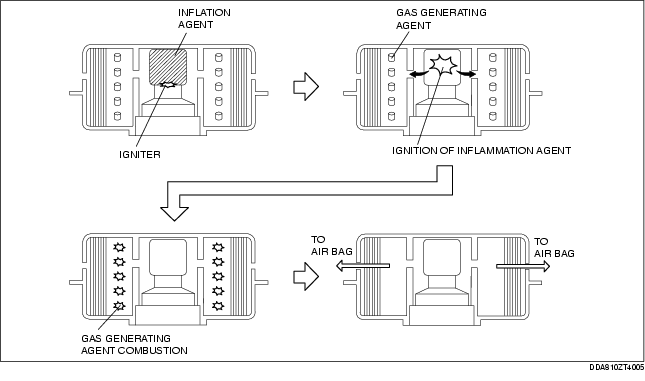 INFLATION
AGENT
GAS GENERATING
AGENT
IGNITER
IGNITION OF INFLAMMATION AGENT
TO
AIR BAG
TO
AIR BAG
GAS GENERATING
AGENT COMBUSTION
DDA810ZT4005